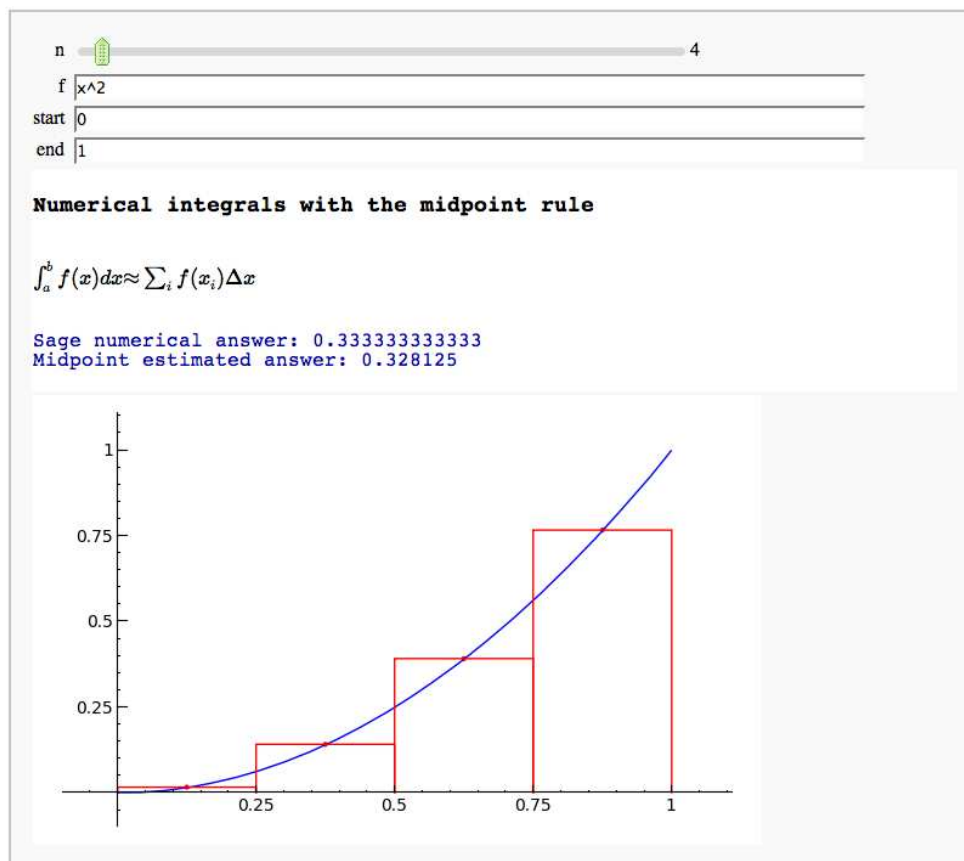 n 4
f x^2
start 0
end 1
Numerical integrals with the midpoint rule
∫_a^b f(x)dx≈ ∑_i f(x_i)Δx
Sage numerical answer: 0.333333333333
Midpoint estimated answer: 0.328125
1
0.75
0.5
0.25
0.25 0.5 0.75 1